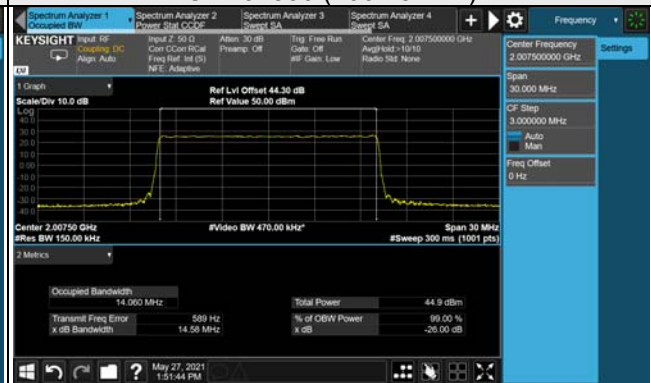 Spectrum Analyzer 1
Occupied BW
Spectrum Analyzer 2
Power Stat CCDF
Spectrum Analyzer 3
Swept SA
Spectrum Analyzer 4
Swept SA
Frequency
KEYSIGHT
Input: RF
Coupling: DC
Align: Auto
Input Z: 50 Ω
Corr CCorr RCal
Freq Ref: Int (S)
NFE: Adaptive
Atten: 30 dB
Preamp: Off
Trig: Free Run
Gate: Off
#IF Gain: Low
Center Freq: 2.007500000 GHz
Avg|Hold:>10/10
Radio Std: None
Center Frequency
2.007500000 GHz
Settings
Span
30.000 MHz
CF Step
3.000000 MHz
Auto
Man
Freq Offset
0 Hz
1 Graph
Scale/Div 10.0 dB
Ref Lvl Offset 44.30 dB
Ref Value 50.00 dBm
Log
40.0
30.0
20.0
10.0
0.00
-10.0
-20.0
-30.0
-40.0
Center 2.00750 GHz
#Video BW 470.00 kHz*
Span 30 MHz
#Res BW 150.00 kHz
#Sweep 300 ms (1001 pts)
2 Metrics
Occupied Bandwidth
14.060 MHz
Total Power
44.9 dBm
Transmit Freq Error
589 Hz
% of OBW Power
99.00 %
x dB Bandwidth
14.58 MHz
x dB
-26.00 dB
May 27, 2021
1:51:44 PM